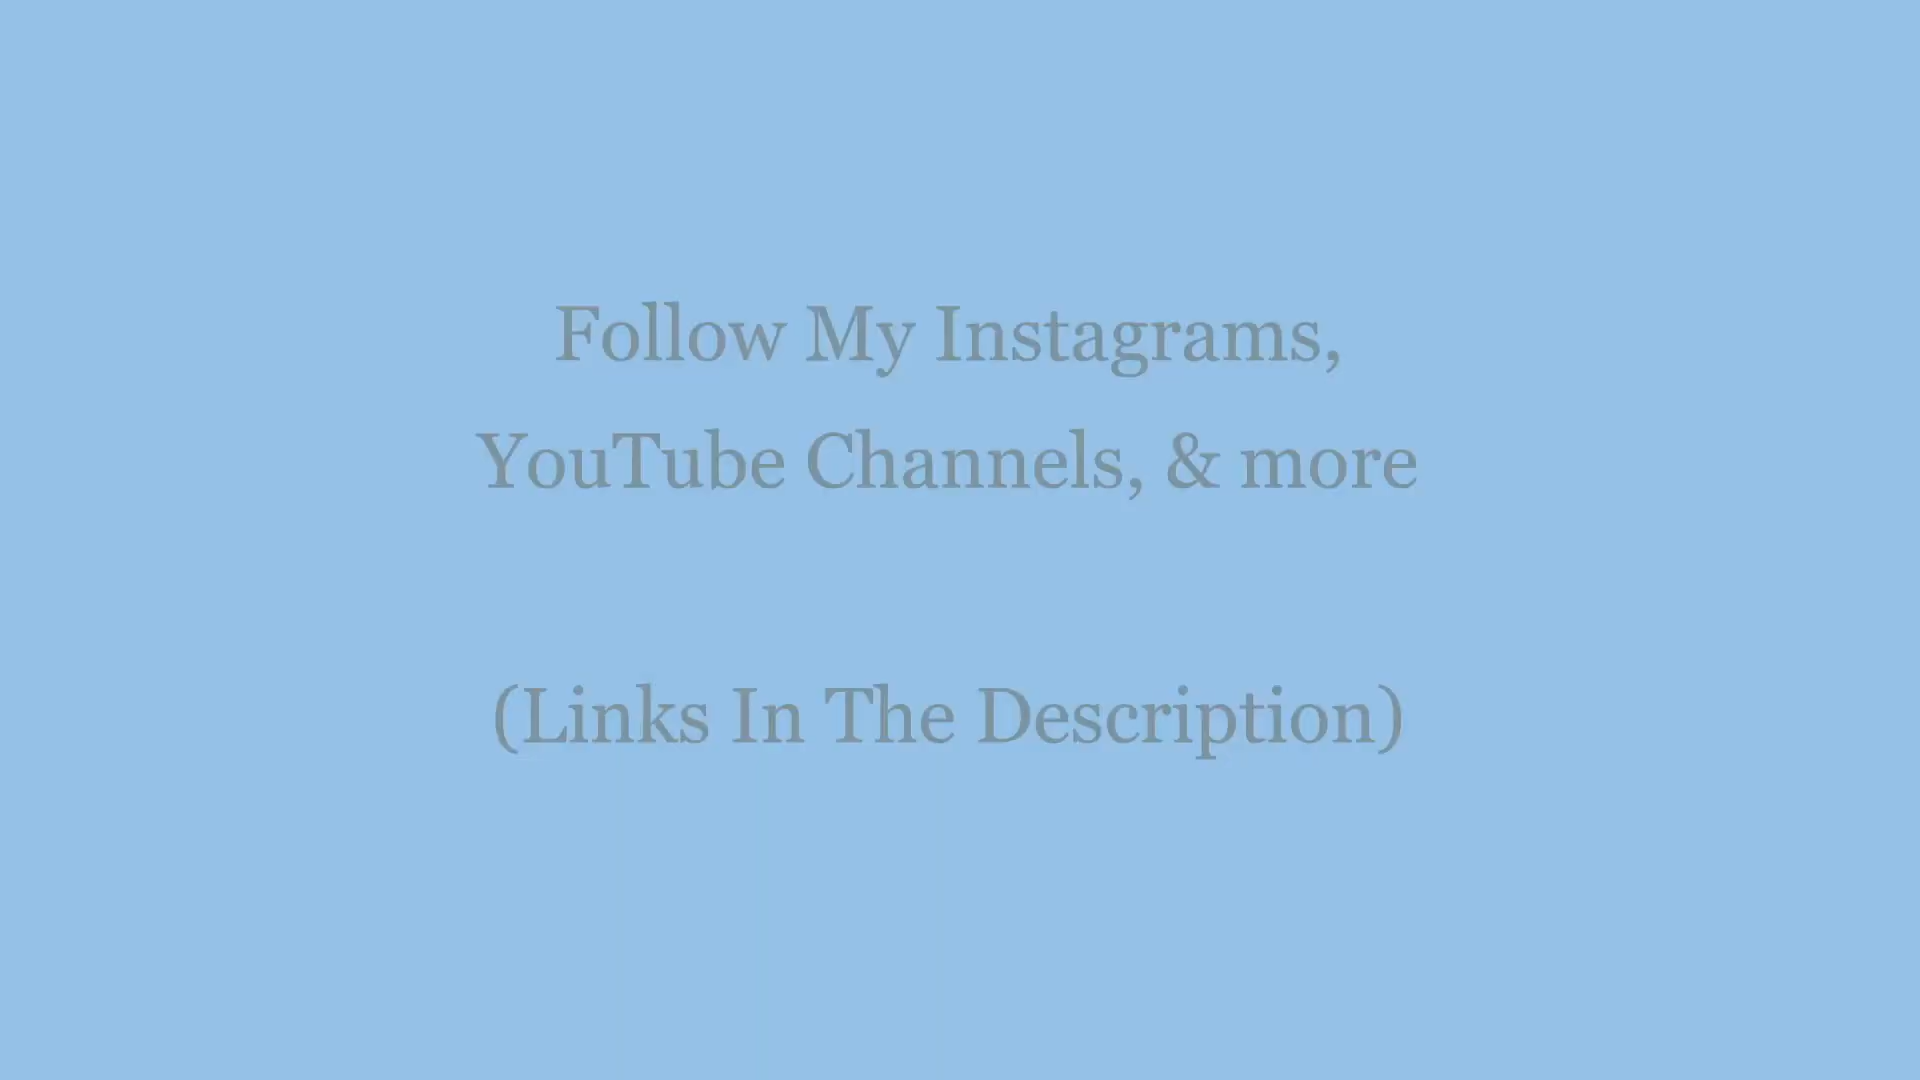 Follow My Instagrams,
YouTube Channels, & more
(Links In The Description)